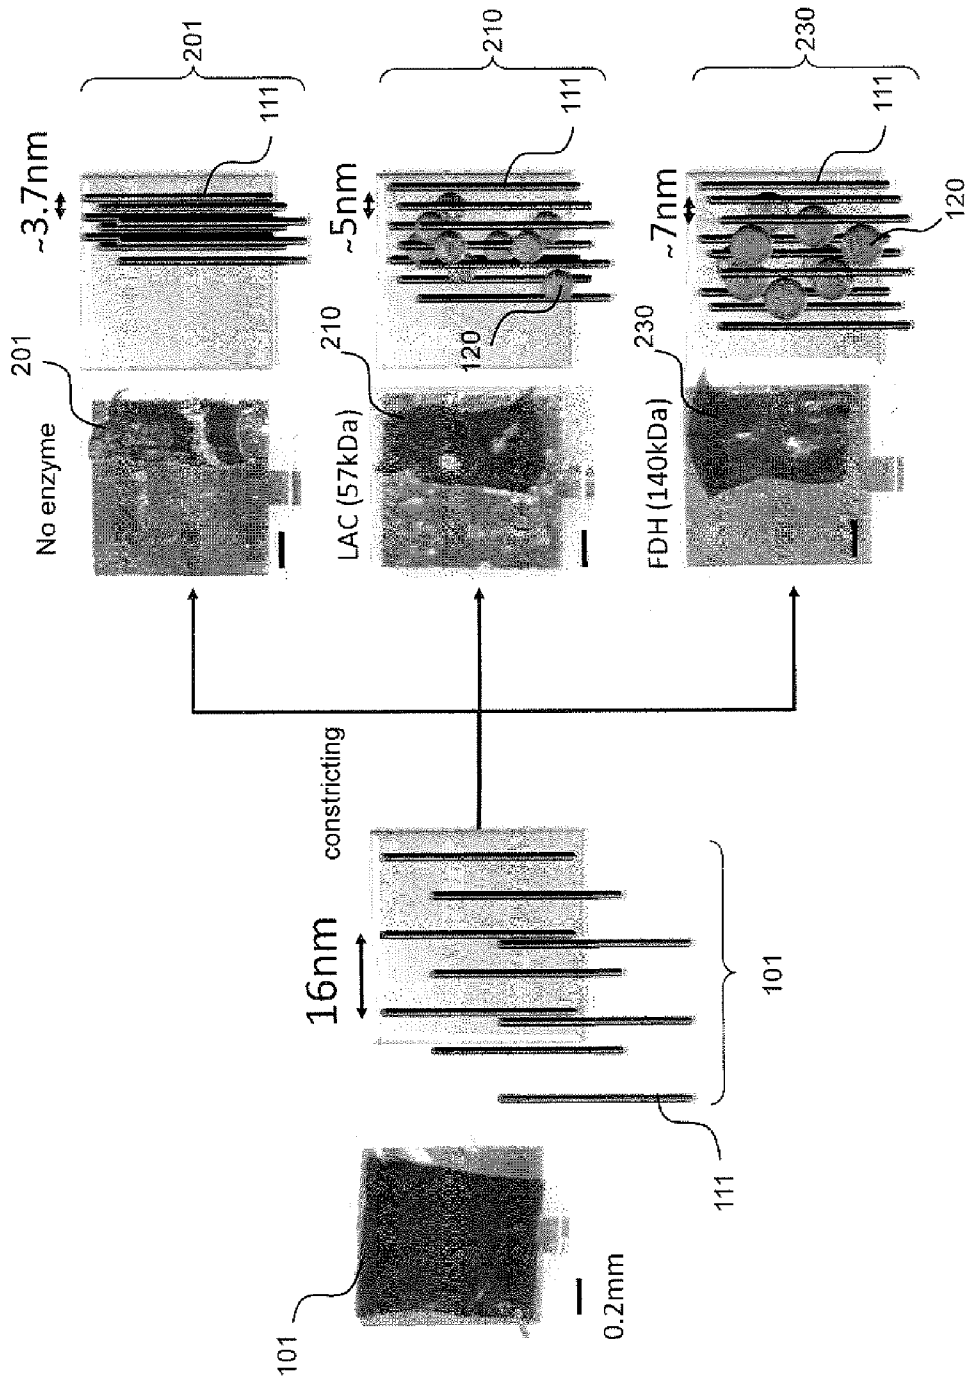 101
0.2mm
16nm
111
101
constricting
No enzyme
201
~3.7nm
111
201
LAC (57kDa)
210
~5nm
120
111
210
FDH (140kDa)
230
~7nm
111
120
230